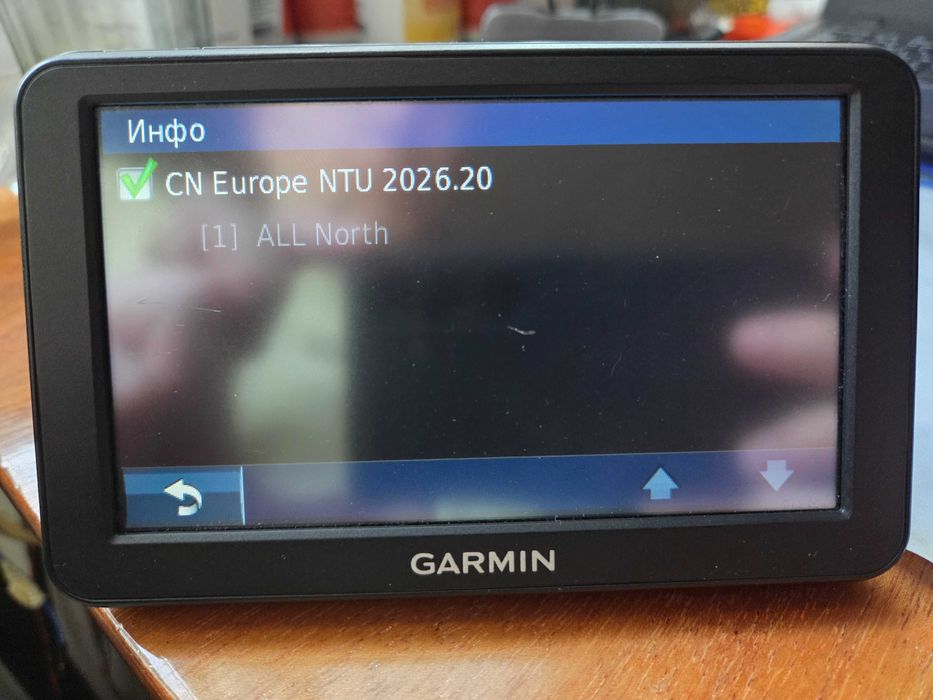 Инфо
CN Europe NTU 2026.20
[1] ALL North
GARMIN